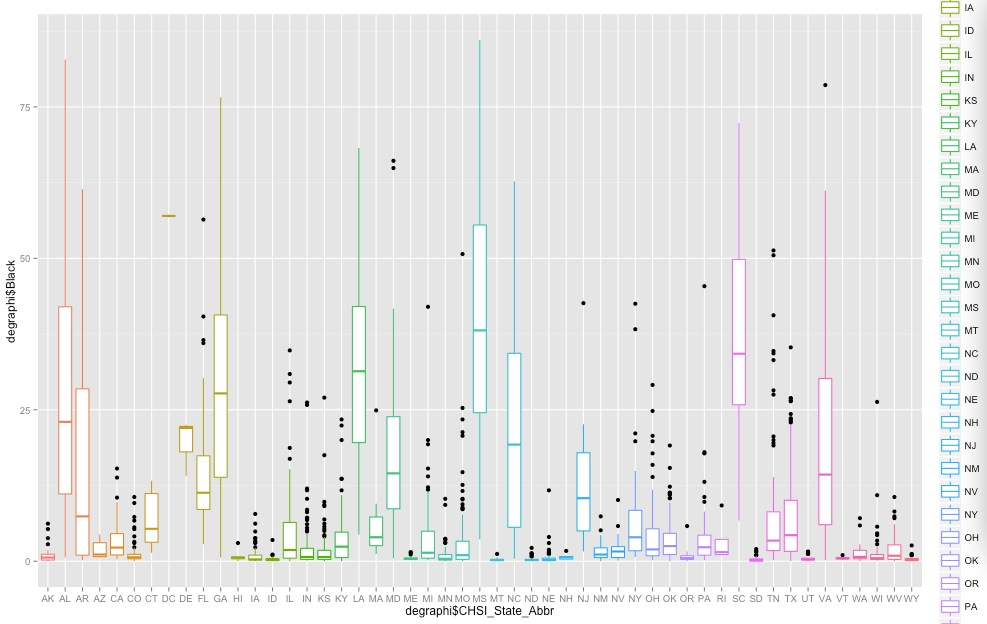 degraphi$Black
75
50
25
0
AK AL AR AZ CA CO CT DC DE FL GA HI IA ID IL IN KS KY LA MA MD ME MI MN MO MS MT NC ND NE NH NJ NM NV NY OH OK OR PA RI SC SD TN TX UT VA VT WA WI WV WY
degraphi$CHSI_State_Abbr
IA
ID
IL
IN
KS
KY
LA
MA
MD
ME
MI
MN
MO
MS
MT
NC
ND
NE
NH
NJ
NM
NV
NY
OH
OK
OR
PA